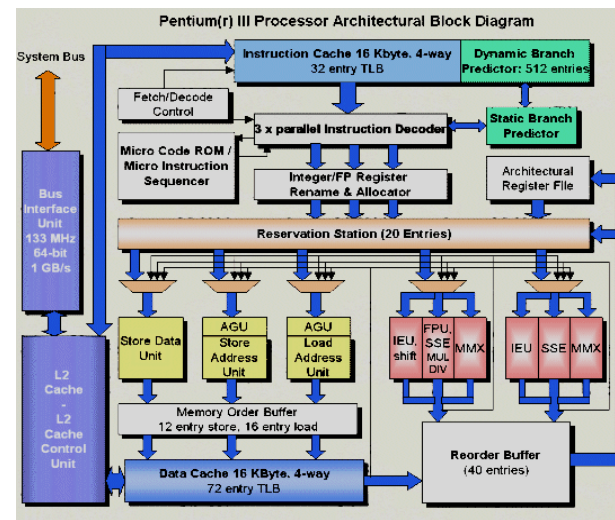 Pentium(r) III Processor Architectural Block Diagram
System Bus
Instruction Cache 16 Kbyte. 4-way
32 entry TLB
Dynamic Branch
Predictor: 512 entries
Fetch/Decode
Control
3 x parallel Instruction Decoder
Static Branch
Predictor
Micro Code ROM /
Micro Instruction
Sequencer
Integer/FP Register
Rename & Allocator
Architectural
Register File
Bus
Interface
Unit
133 MHz
64-bit
1 GB/s
Reservation Station (20 Entries)
Store Data
Unit
AGU
Store
Address
Unit
AGU
Load
Address
Unit
IEU,
shift
FPU,
SSE
MUL
DIV
MMX
IEU
SSE
MMX
L2
Cache
-
L2
Cache
Control
Unit
Memory Order Buffer
12 entry store, 16 entry load
Data Cache 16 KByte. 4-way
72 entry TLB
Reorder Buffer
(40 entries)